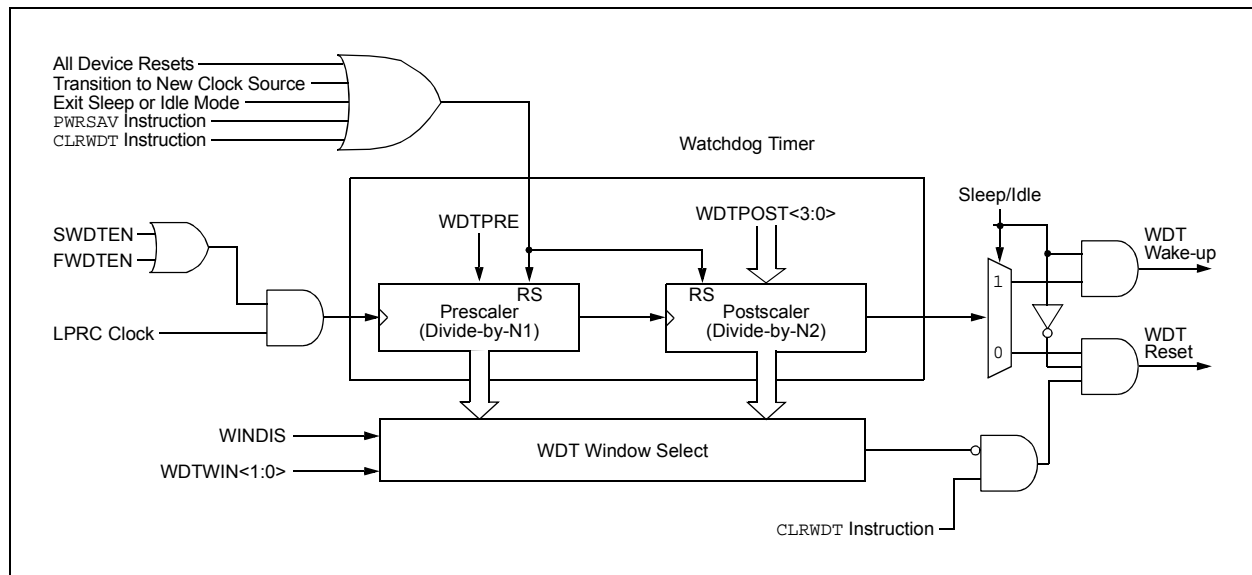 All Device Resets
Transition to New Clock Source
Exit Sleep or Idle Mode
PWRSAV Instruction
CLRWDT Instruction
Watchdog Timer
Sleep/Idle
WDTPRE
WDTPOST<3:0>
SWDTEN
FWDTEN
WDT
Wake-up
RS
RS
1
Prescaler
(Divide-by-N1)
Postscaler
(Divide-by-N2)
LPRC Clock
0
WDT
Reset
WINDIS
WDT Window Select
WDTWIN<1:0>
CLRWDT Instruction